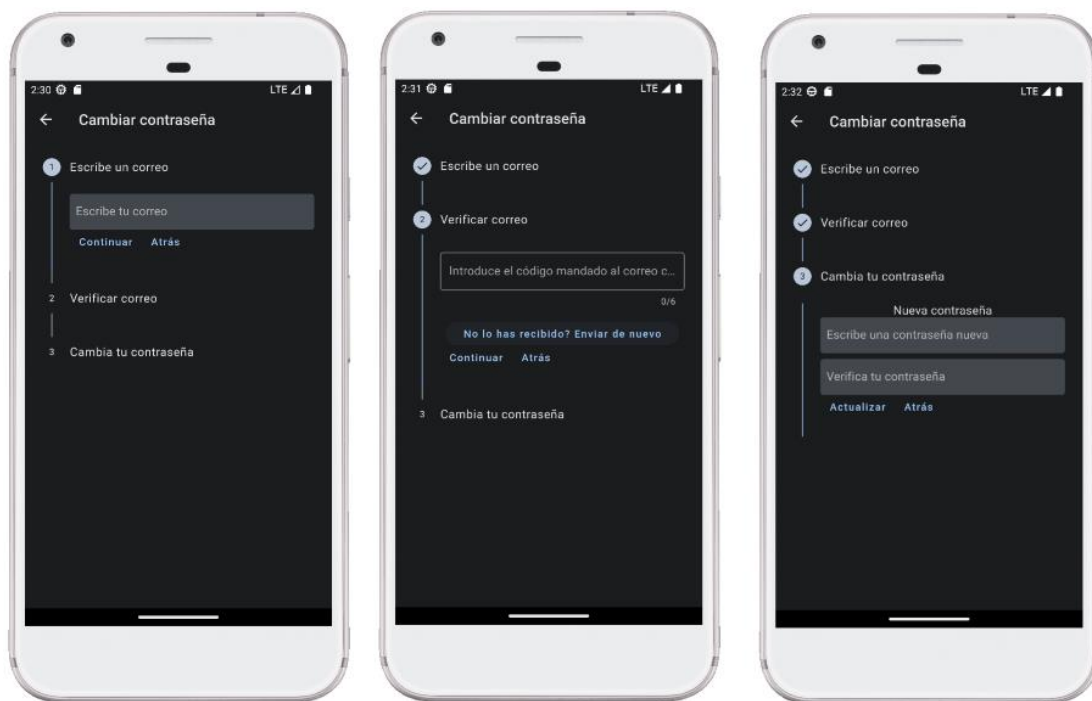 2:30
LTE
Cambiar contraseña
1 Escribe un correo
Escribe tu correo
Continuar Atrás
2 Verificar correo
3 Cambia tu contraseña
2:31
LTE
Cambiar contraseña
Escribe un correo
2 Verificar correo
Introduce el código mandado al correo c...
0/6
No lo has recibido? Enviar de nuevo
Continuar Atrás
3 Cambia tu contraseña
2:32
LTE
Cambiar contraseña
Escribe un correo
Verificar correo
3 Cambia tu contraseña
Nueva contraseña
Escribe una contraseña nueva
Verifica tu contraseña
Actualizar Atrás